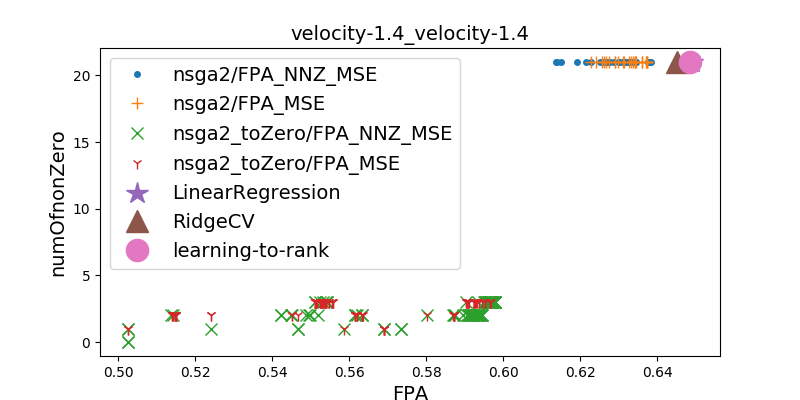 velocity-1.4_velocity-1.4
numOfnonZero
20
15
10
5
0
nsga2/FPA_NNZ_MSE
nsga2/FPA_MSE
nsga2_toZero/FPA_NNZ_MSE
nsga2_toZero/FPA_MSE
LinearRegression
RidgeCV
learning-to-rank
0.50 0.52 0.54 0.56 0.58 0.60 0.62 0.64
FPA